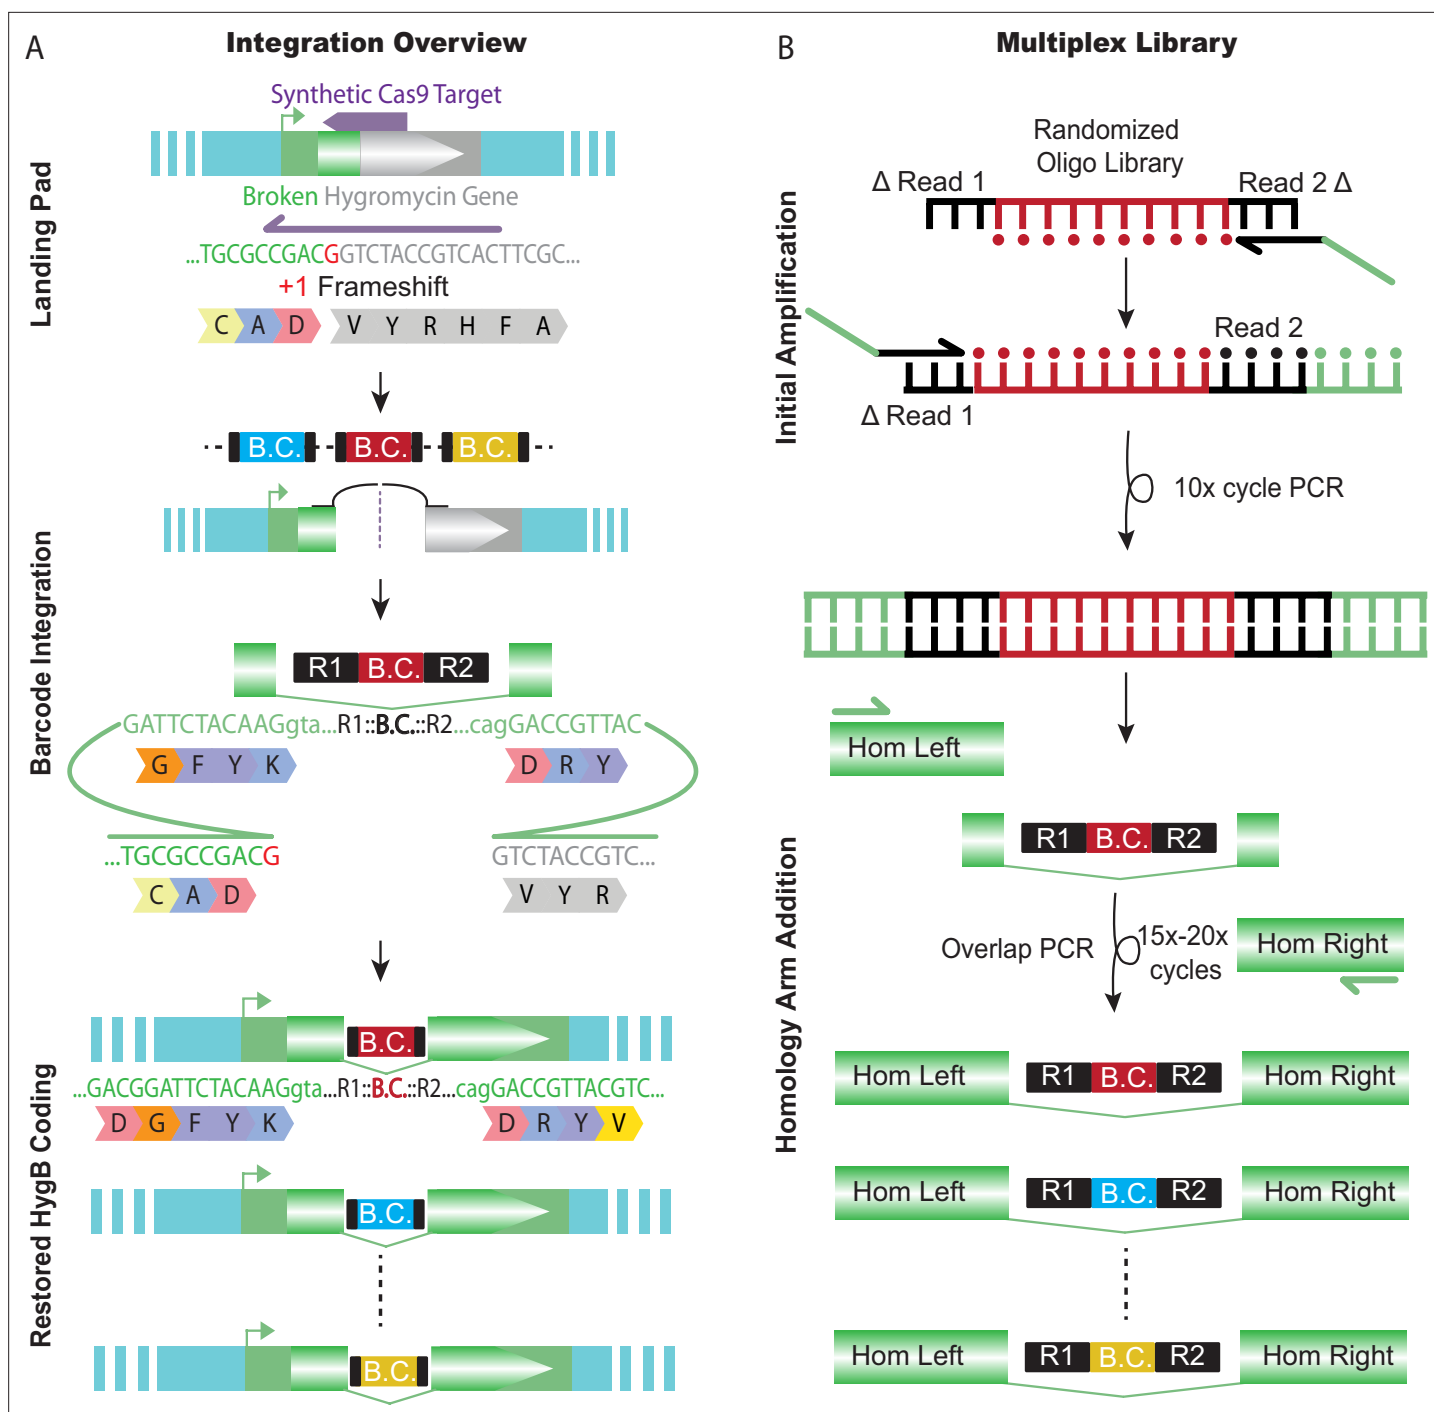 A
Integration Overview
Landing Pad
Synthetic Cas9 Target
Broken Hygromycin Gene
...TGCGCCGACGGTCTACCGTCACTTCGC...
+1 Frameshift
C A D V Y R H F A
Barcode Integration
B.C. B.C. B.C.
R1 B.C. R2
GATTCTACAAGgta...R1::B.C.::R2...cagGACCGTTAC
G F Y K D R Y
...TGCGCCGACG GTCTACCGTC...
C A D V Y R
Restored HygB Coding
B.C.
...GACGGATTCTACAAGgta...R1::B.C.::R2...cagGACCGTTACGTC...
D G F Y K D R Y V
B.C.
B.C.
B
Multiplex Library
Initial Amplification
Randomized
Oligo Library
Δ Read 1 Read 2 Δ
Read 2
Δ Read 1
10x cycle PCR
Homology Arm Addition
Hom Left
R1 B.C. R2
Overlap PCR
15x-20x
cycles
Hom Right
Hom Left R1 B.C. R2 Hom Right
Hom Left R1 B.C. R2 Hom Right
Hom Left R1 B.C. R2 Hom Right